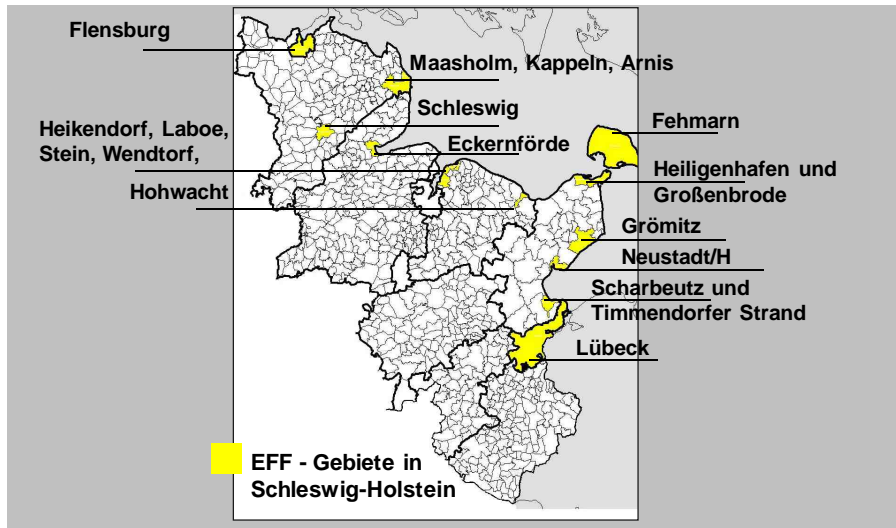 Flensburg
Maasholm, Kappeln, Arnis
Schleswig
Heikendorf, Laboe,
Stein, Wendtorf,
Eckernförde
Fehmarn
Hohwacht
Heiligenhafen und
Großenbrode
Grömitz
Neustadt/H
Scharbeutz und
Timmendorfer Strand
Lübeck
EFF - Gebiete in
Schleswig-Holstein